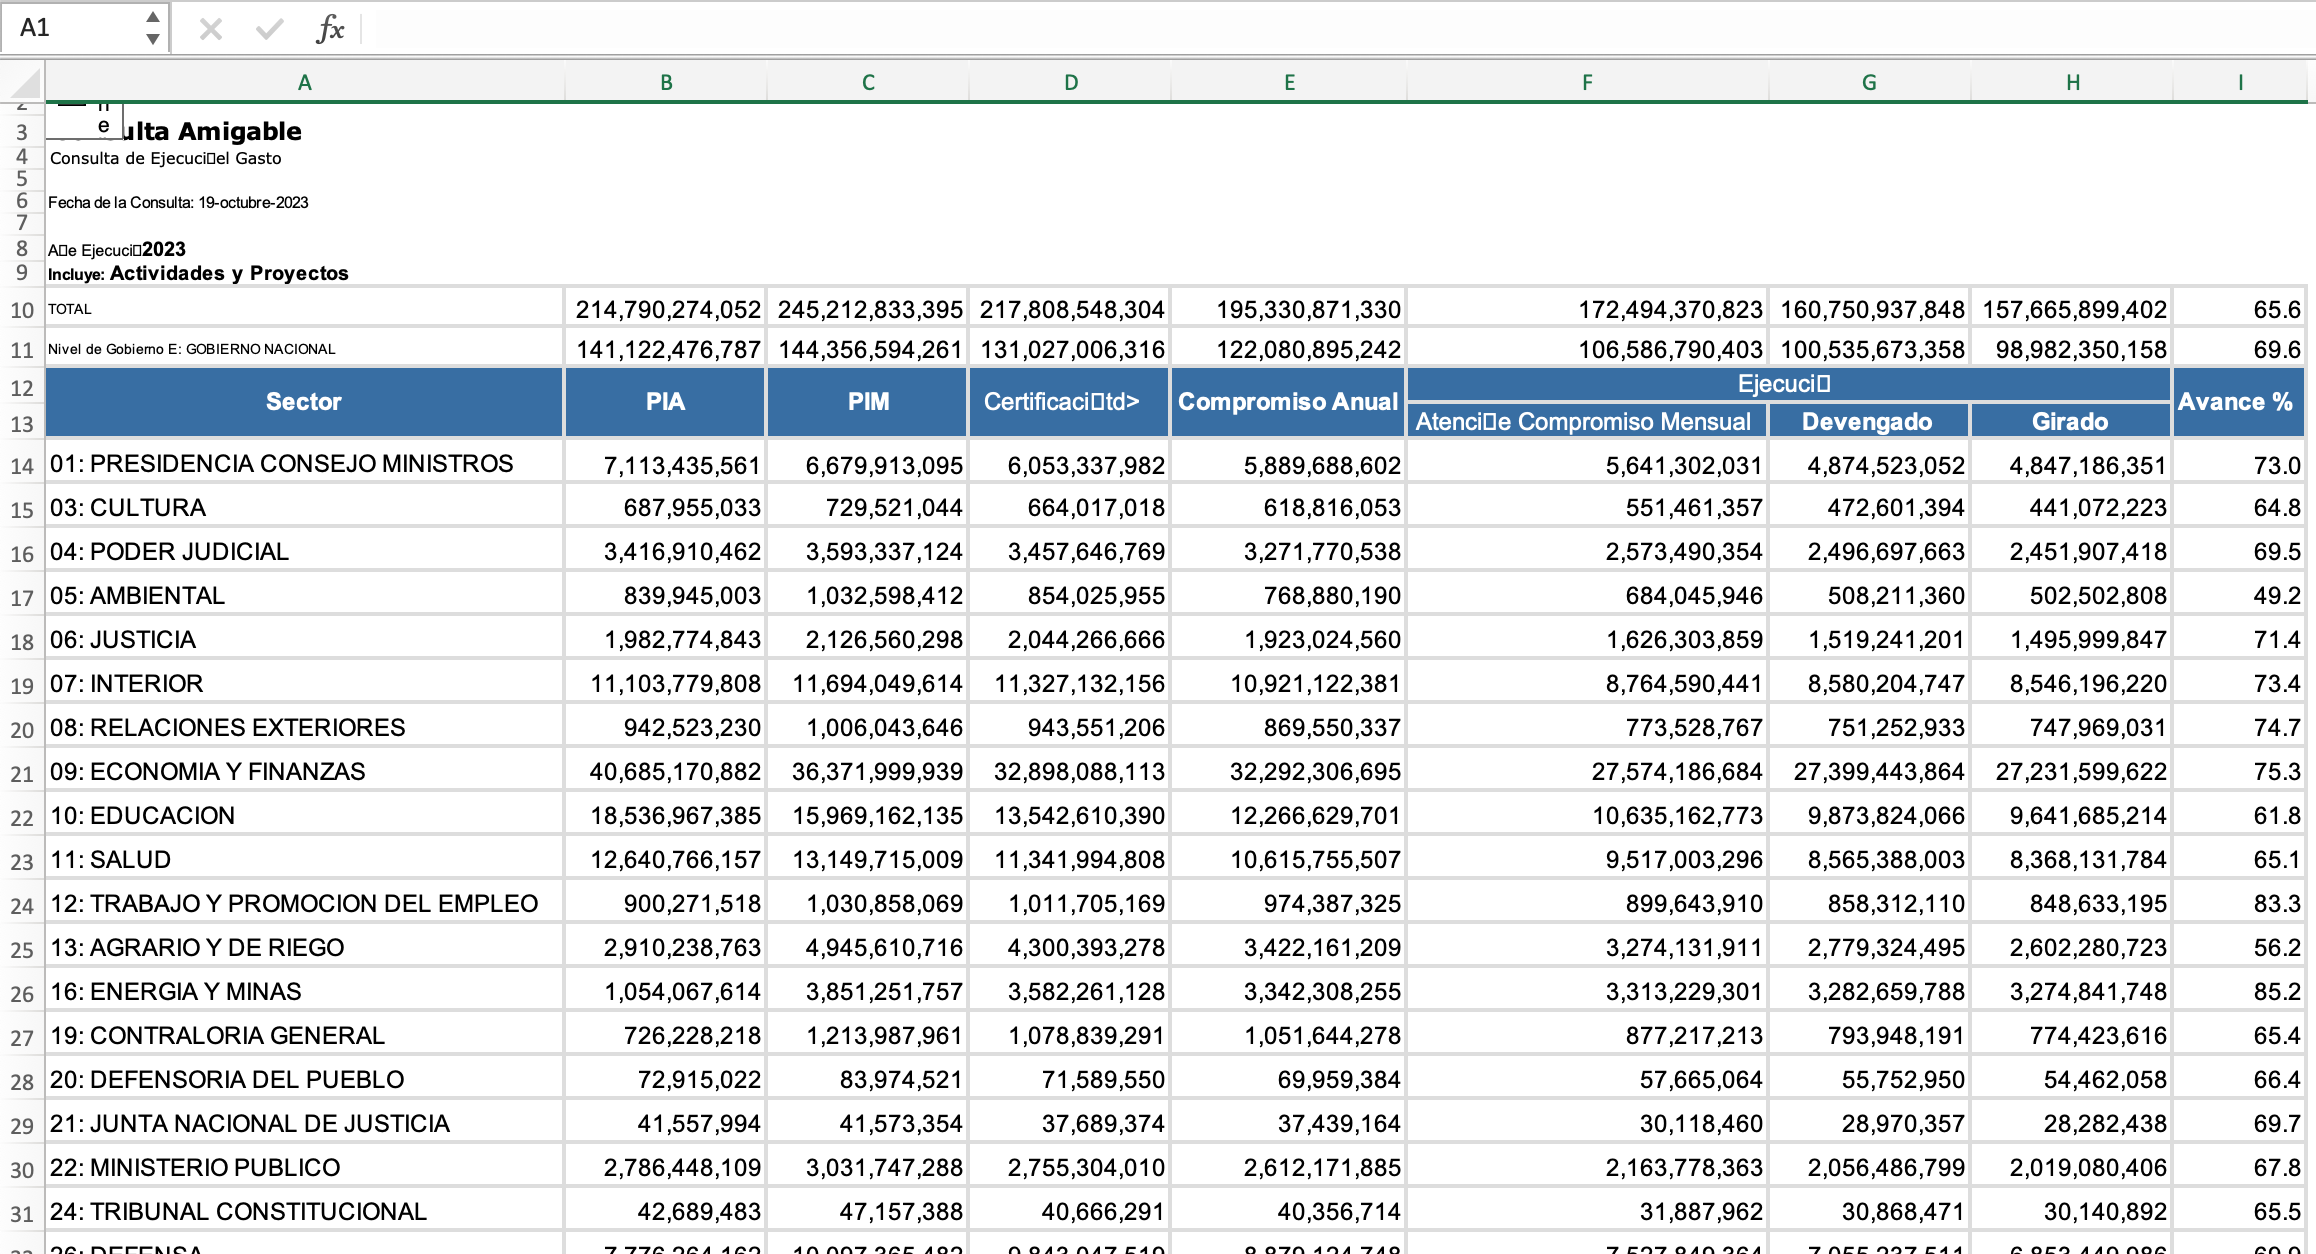 A1 fx
A B C D E F G H I
2 n
3 e ulta Amigable
4 Consulta de Ejecuci▯el Gasto
5
6 Fecha de la Consulta: 19-octubre-2023
7
8 A▯e Ejecuci▯2023
9 Incluye: Actividades y Proyectos
10 TOTAL 214,790,274,052 245,212,833,395 217,808,548,304 195,330,871,330 172,494,370,823 160,750,937,848 157,665,899,402 65.6
11 Nivel de Gobierno E: GOBIERNO NACIONAL 141,122,476,787 144,356,594,261 131,027,006,316 122,080,895,242 106,586,790,403 100,535,673,358 98,982,350,158 69.6
12 Sector PIA PIM Certificaci▯td> Compromiso Anual Ejecuci▯ Avance %
13 Atenci▯e Compromiso Mensual Devengado Girado
14 01: PRESIDENCIA CONSEJO MINISTROS 7,113,435,561 6,679,913,095 6,053,337,982 5,889,688,602 5,641,302,031 4,874,523,052 4,847,186,351 73.0
15 03: CULTURA 687,955,033 729,521,044 664,017,018 618,816,053 551,461,357 472,601,394 441,072,223 64.8
16 04: PODER JUDICIAL 3,416,910,462 3,593,337,124 3,457,646,769 3,271,770,538 2,573,490,354 2,496,697,663 2,451,907,418 69.5
17 05: AMBIENTAL 839,945,003 1,032,598,412 854,025,955 768,880,190 684,045,946 508,211,360 502,502,808 49.2
18 06: JUSTICIA 1,982,774,843 2,126,560,298 2,044,266,666 1,923,024,560 1,626,303,859 1,519,241,201 1,495,999,847 71.4
19 07: INTERIOR 11,103,779,808 11,694,049,614 11,327,132,156 10,921,122,381 8,764,590,441 8,580,204,747 8,546,196,220 73.4
20 08: RELACIONES EXTERIORES 942,523,230 1,006,043,646 943,551,206 869,550,337 773,528,767 751,252,933 747,969,031 74.7
21 09: ECONOMIA Y FINANZAS 40,685,170,882 36,371,999,939 32,898,088,113 32,292,306,695 27,574,186,684 27,399,443,864 27,231,599,622 75.3
22 10: EDUCACION 18,536,967,385 15,969,162,135 13,542,610,390 12,266,629,701 10,635,162,773 9,873,824,066 9,641,685,214 61.8
23 11: SALUD 12,640,766,157 13,149,715,009 11,341,994,808 10,615,755,507 9,517,003,296 8,565,388,003 8,368,131,784 65.1
24 12: TRABAJO Y PROMOCION DEL EMPLEO 900,271,518 1,030,858,069 1,011,705,169 974,387,325 899,643,910 858,312,110 848,633,195 83.3
25 13: AGRARIO Y DE RIEGO 2,910,238,763 4,945,610,716 4,300,393,278 3,422,161,209 3,274,131,911 2,779,324,495 2,602,280,723 56.2
26 16: ENERGIA Y MINAS 1,054,067,614 3,851,251,757 3,582,261,128 3,342,308,255 3,313,229,301 3,282,659,788 3,274,841,748 85.2
27 19: CONTRALORIA GENERAL 726,228,218 1,213,987,961 1,078,839,291 1,051,644,278 877,217,213 793,948,191 774,423,616 65.4
28 20: DEFENSORIA DEL PUEBLO 72,915,022 83,974,521 71,589,550 69,959,384 57,665,064 55,752,950 54,462,058 66.4
29 21: JUNTA NACIONAL DE JUSTICIA 41,557,994 41,573,354 37,689,374 37,439,164 30,118,460 28,970,357 28,282,438 69.7
30 22: MINISTERIO PUBLICO 2,786,448,109 3,031,747,288 2,755,304,010 2,612,171,885 2,163,778,363 2,056,486,799 2,019,080,406 67.8
31 24: TRIBUNAL CONSTITUCIONAL 42,689,483 47,157,388 40,666,291 40,356,714 31,887,962 30,868,471 30,140,892 65.5
26: DEFENSA